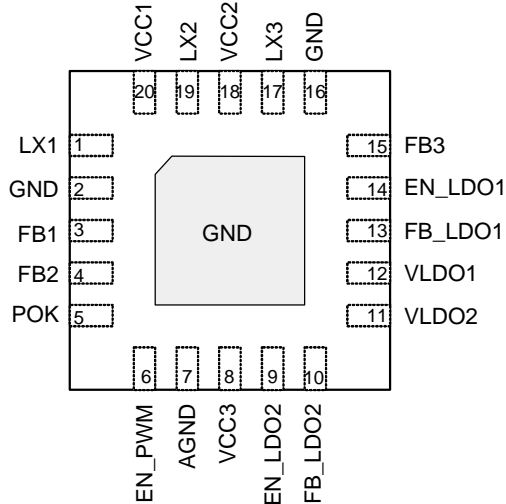 VCC1
LX2
VCC2
LX3
GND
20
19
18
17
16
LX1
1
GND
2
FB1
3
FB2
4
POK
5
GND
15
FB3
14
EN_LDO1
13
FB_LDO1
12
VLDO1
11
VLDO2
6
7
8
9
10
EN_PWM
AGND
VCC3
EN_LDO2
FB_LDO2